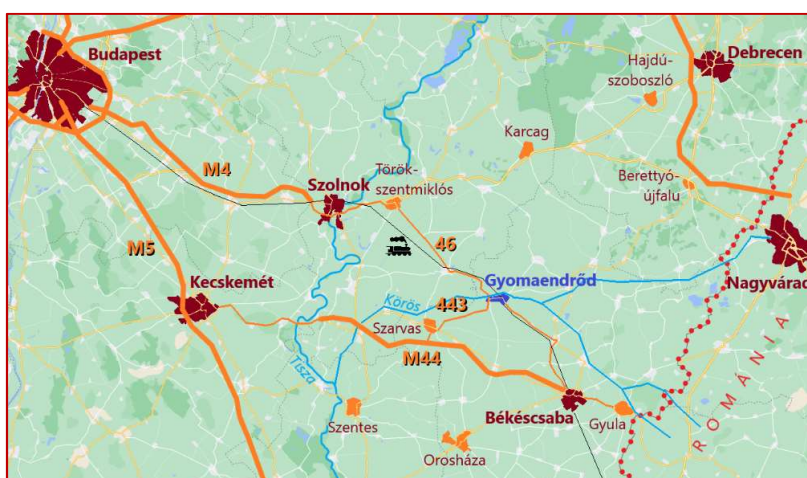 Budapest
Debrecen
Hajdú-
szoboszló
Karcag
M4
Török-
szentmiklós
Szolnok
Berettyó-
újfalu
M5
46
Kecskemét
Gyomaendrőd
Nagyvárad
Körös
443
Szarvas
M44
Tisza
ROMÁNIA
Békéscsaba
Gyula
Szentes
Orosháza